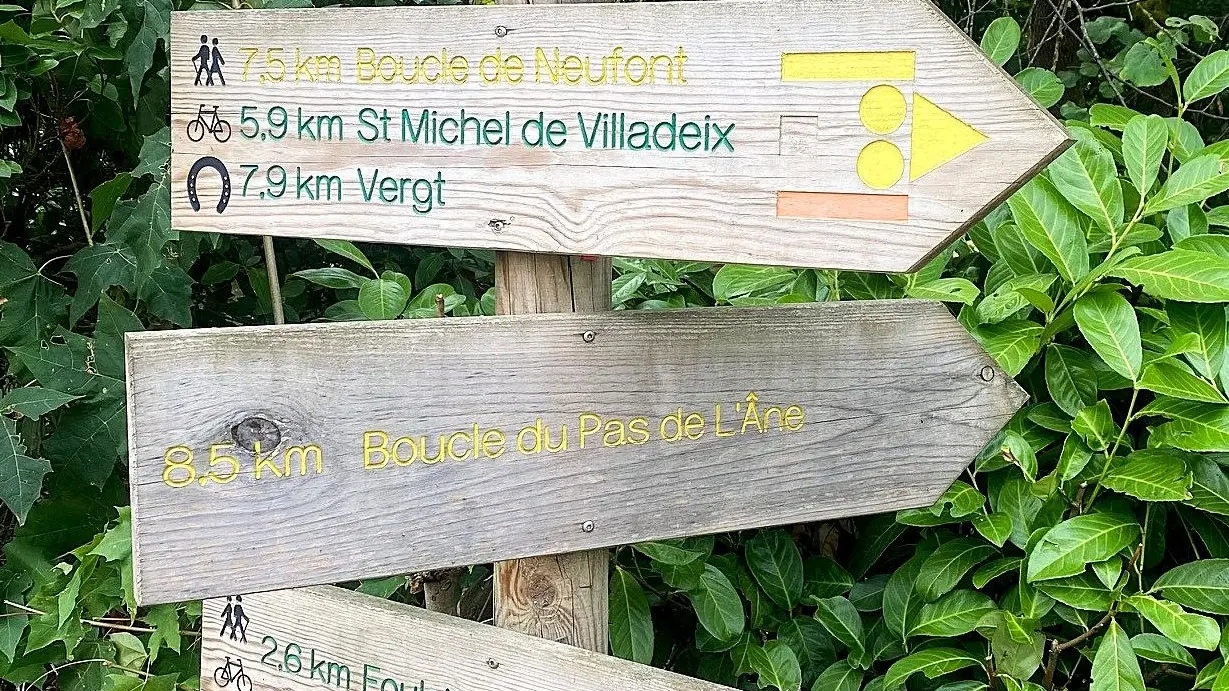 7,5 km Boucle de Neufont
5,9 km St Michel de Villadeix
7,9 km Vergt
8,5 km Boucle du Pas de L'Âne
2,6 km